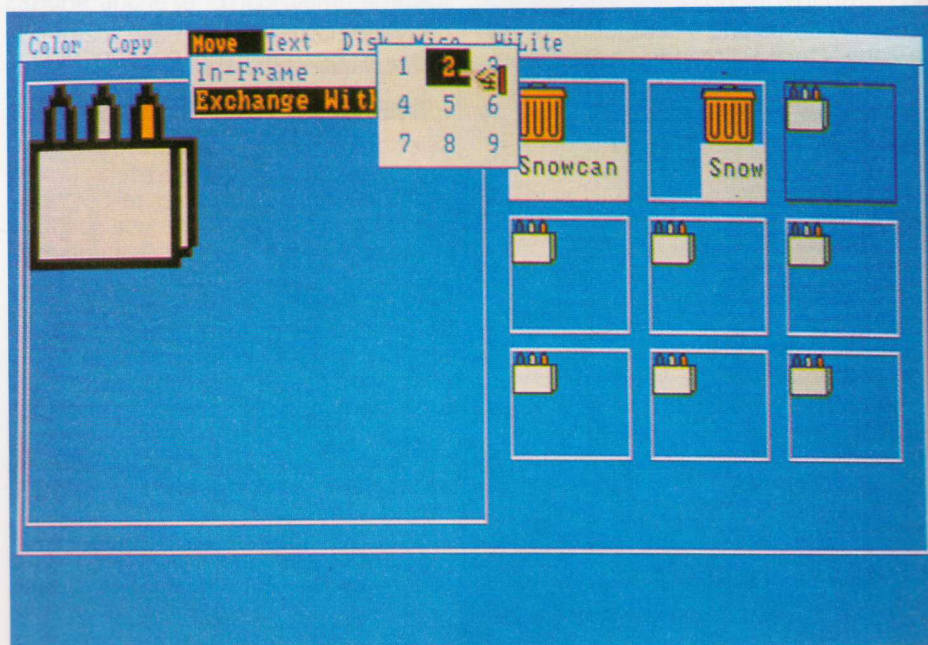 Color Copy Move Text Disk Misc HiLite
In-Frame
Exchange With
1 2 3
4 5 6
7 8 9
Snowcan
Snow